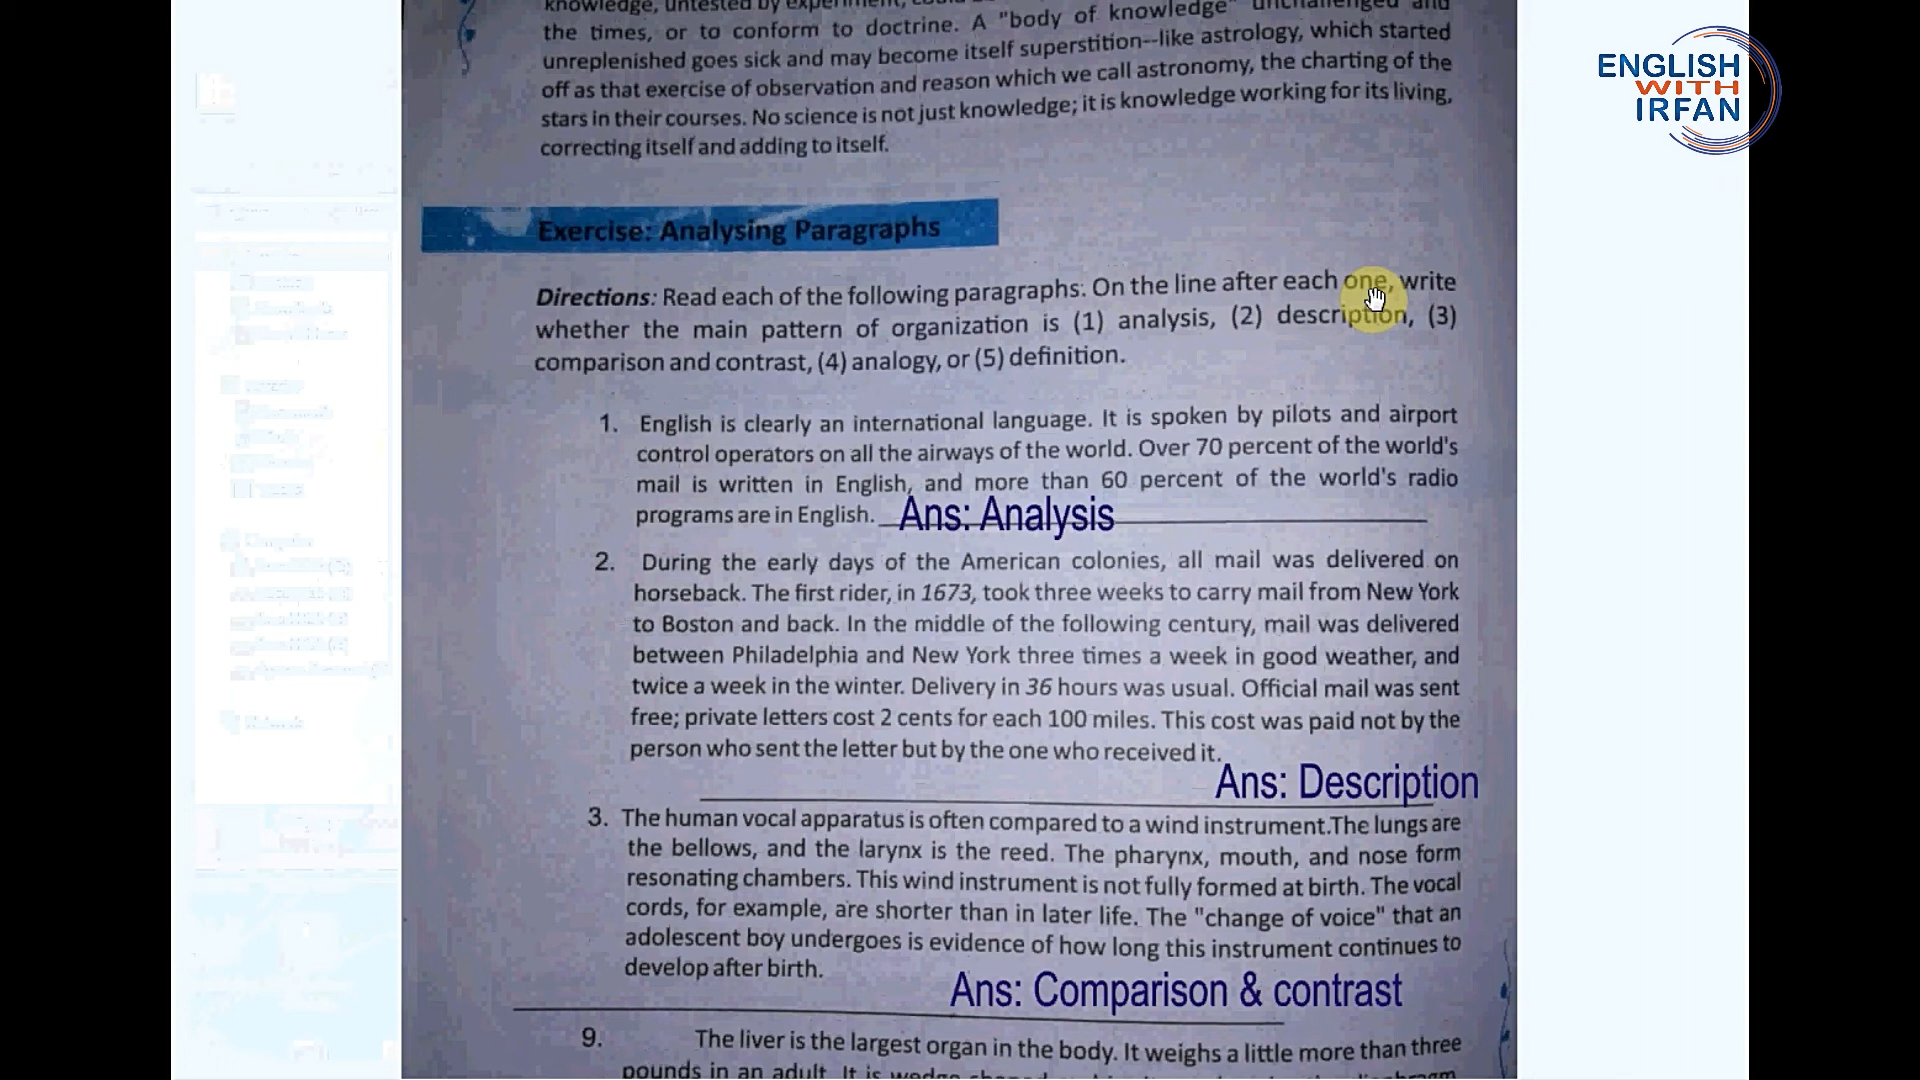 the times, or to conform to doctrine. A "body of knowledge" unchallenged and
unreplenished goes sick and may become itself superstition--like astrology, which started
off as that exercise of observation and reason which we call astronomy, the charting of the
stars in their courses. No science is not just knowledge; it is knowledge working for its living,
correcting itself and adding to itself.
ENGLISH
WITH
IRFAN
Exercise: Analysing Paragraphs
Directions: Read each of the following paragraphs. On the line after each one, write
whether the main pattern of organization is (1) analysis, (2) description, (3)
comparison and contrast, (4) analogy, or (5) definition.
1. English is clearly an international language. It is spoken by pilots and airport
control operators on all the airways of the world. Over 70 percent of the world's
mail is written in English, and more than 60 percent of the world's radio
programs are in English. Ans: Analysis
2. During the early days of the American colonies, all mail was delivered on
horseback. The first rider, in 1673, took three weeks to carry mail from New York
to Boston and back. In the middle of the following century, mail was delivered
between Philadelphia and New York three times a week in good weather, and
twice a week in the winter. Delivery in 36 hours was usual. Official mail was sent
free; private letters cost 2 cents for each 100 miles. This cost was paid not by the
person who sent the letter but by the one who received it.
Ans: Description
3. The human vocal apparatus is often compared to a wind instrument.The lungs are
the bellows, and the larynx is the reed. The pharynx, mouth, and nose form
resonating chambers. This wind instrument is not fully formed at birth. The vocal
cords, for example, are shorter than in later life. The "change of voice" that an
adolescent boy undergoes is evidence of how long this instrument continues to
develop after birth.
Ans: Comparison & contrast
9. The liver is the largest organ in the body. It weighs a little more than three
pounds in an adult. It is